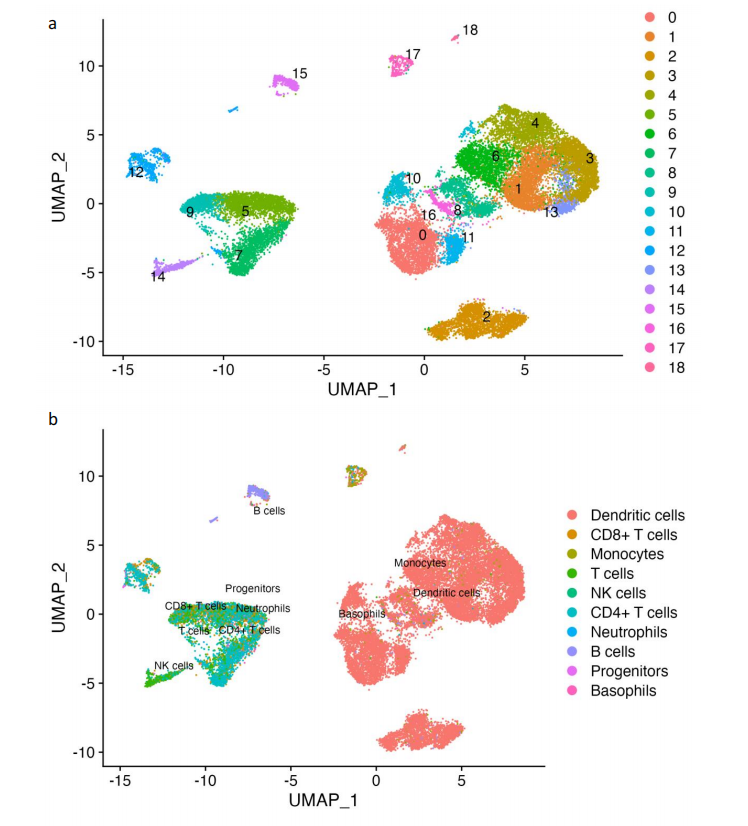 a
18
17
15
10
5
0
-5
-10
4
3
6
12
10
1
13
9
5
16
8
0
11
7
14
2
-15
-10
-5
0
5
UMAP_1
UMAP_2
0
1
2
3
4
5
6
7
8
9
10
11
12
13
14
15
16
17
18
b
10
5
0
-5
-10
UMAP_2
B cells
Monocytes
Progenitors
Dendritic cells
CD8+ T cells
Neutrophils
Basophils
T cells
CD4+ T cells
NK cells
-15
-10
-5
0
5
UMAP_1
Dendritic cells
CD8+ T cells
Monocytes
T cells
NK cells
CD4+ T cells
Neutrophils
B cells
Progenitors
Basophils